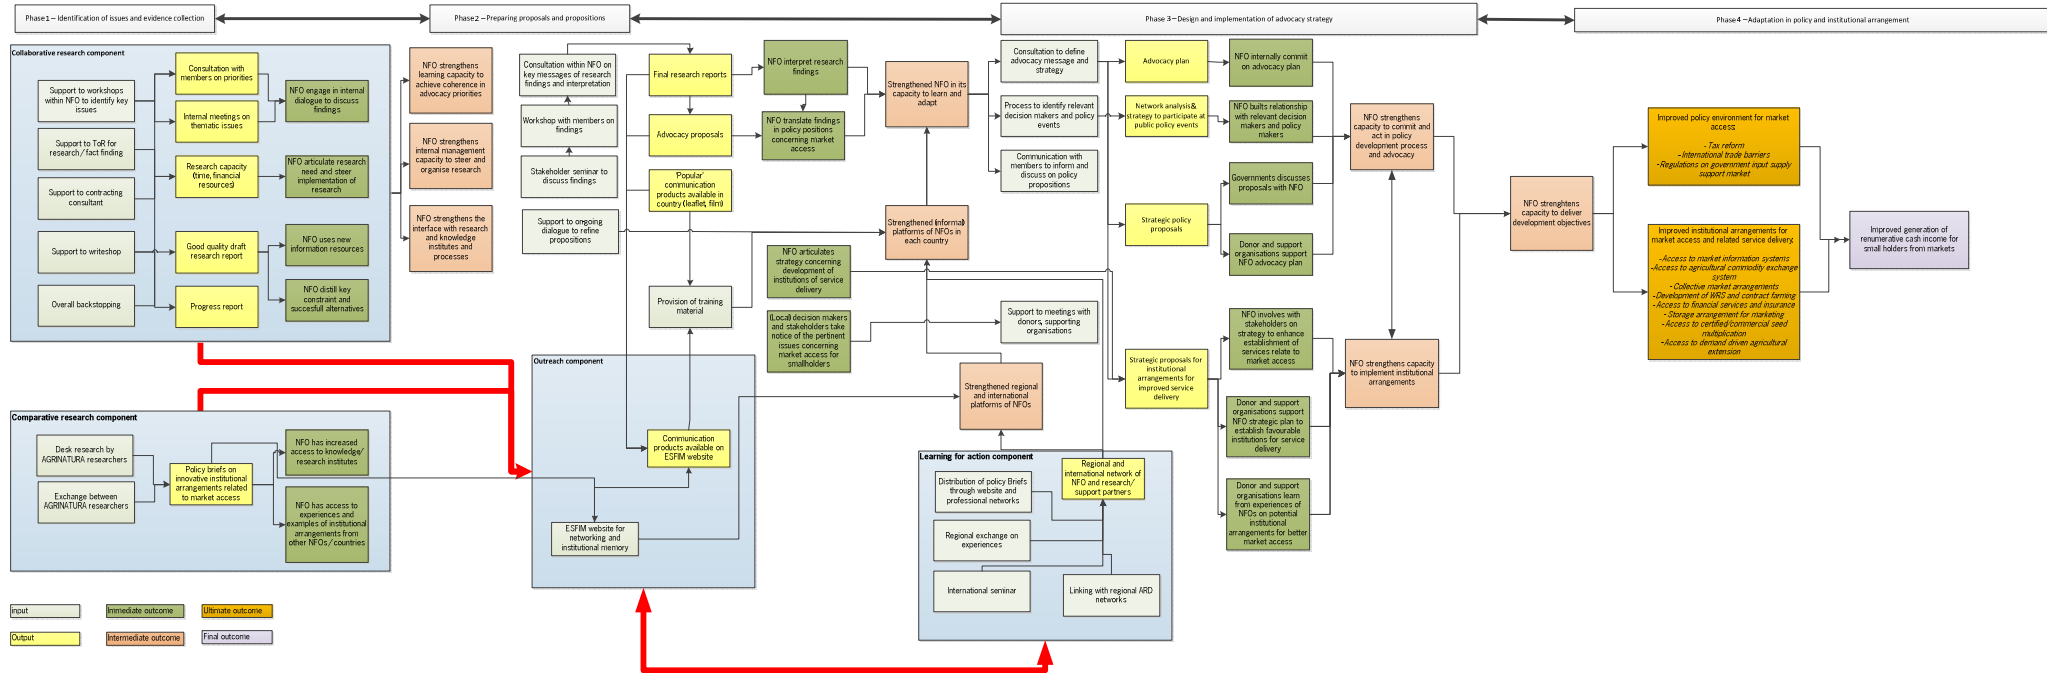 Phase1 – Identification of issues and evidence collection
Phase2 – Preparing proposals and propositions
Phase 3 – Design and implementation of advocacy strategy
Phase4 – Adaptation in policy and institutional arrangement
Collaborative research component
Support to workshops
within NFO to identify key
issues
Support to ToR for
research/ fact finding
Support to contracting
consultant
Support to writeshop
Overall backstopping
Consultation with
members on priorities
Internal meetings on
thematic issues
Research capacity
(time, financial
resources)
Good quality draft
research report
Progress report
NFO engage in internal
dialogue to discuss
findings
NFO articulate research
need and steer
implementation of
research
NFO uses new
information resources
NFO distill key
constraint and
succesfull alternatives
NFO strengthens
learning capacity to
achieve coherence in
advocacy priorities
NFO strengthens
internal management
capacity to steer and
organise research
NFO strengthens the
interface with research
and knowledge
institutes and
processes
Consultation within NFO on
key messages of research
findings and interpretation
Workshop with members on
findings
Stakeholder seminar to
discuss findings
Support to ongoing
dialogue to refine
propositions
Final research reports
Advocacy proposals
'Popular'
communication
products available in
country (leaflet, film)
Provision of training
material
NFO interpret research
findings
NFO translate findings
in policy positions
concerning market
access
NFO articulates
strategy concerning
development of
institutions of service
delivery
(Local) decision makers
and stakeholders take
notice of the pertinent
issues concerning
market access for
smallholders
Strengthened NFO in its
capacity to learn and
adapt
Strengthened (informal)
platforms of NFOs in
each country
Strengthened regional
and international
platforms of NFOs
Consultation to define
advocacy message and
strategy
Process to identify relevant
decision makers and policy
events
Communication with
members to inform and
discuss on policy
propositions
Support to meetings with
donors, supporting
organisations
Advocacy plan
Network analysis&
strategy to participate at
public policy events
Strategic policy
proposals
Strategic proposals for
institutional
arrangements for
improved service
delivery
NFO internally commit
on advocacy plan
NFO builts relationship
with relevant decision
makers and policy
makers
Governments discusses
proposals with NFO
Donor and support
organisations support
NFO advocacy plan
NFO involves with
stakeholders on
strategy to enhance
establishment of
services relate to
market access
Donor and support
organisations support
NFO strategic plan to
establish favourable
institutions for service
delivery
Donor and support
organisations learn
from experiences of
NFOs on potential
institutional
arrangements for better
market access
NFO strengthens
capacity to commit and
act in policy
development process
and advocacy
NFO strengthens capacity
to implement institutional
arrangements
NFO strenghtens
capacity to deliver
development objectives
Improved policy environment for market
access:
- Tax reform
- International trade barriers
- Regulations on government input supply
support market
Improved institutional arrangements for
market access and related service delivery,
- Access to market information systems
- Access to agricultural commodity exchange
system
- Collective market arrangements
- Development of WRS and contract farming
- Access to financial services and insurance
- Storage arrangement for marketing
- Access to certified/commercial seed
multiplication
- Access to demand driven agricultural
extension
Improved generation of
renumerative cash income for
small holders from markets
Comparative research component
Desk research by
AGRINATURA researchers
Exchange between
AGRINATURA researchers
Policy briefs on
innovative institutional
arrangements related
to market access
NFO has increased
access to knowledge/
research institutes
NFO has access to
experiences and
examples of institutional
arrangements from
other NFOs/countries
Outreach component
Communication
products available on
ESFIM website
ESFIM website for
networking and
institutional memory
Learning for action component
Distribution of policy Briefs
through website and
professional networks
Regional exchange on
experiences
International seminar
Regional and
international network of
NFO and research/
support partners
Linking with regional ARD
networks
input
Immediate outcome
Ultimate outcome
Output
Intermediate outcome
Final outcome